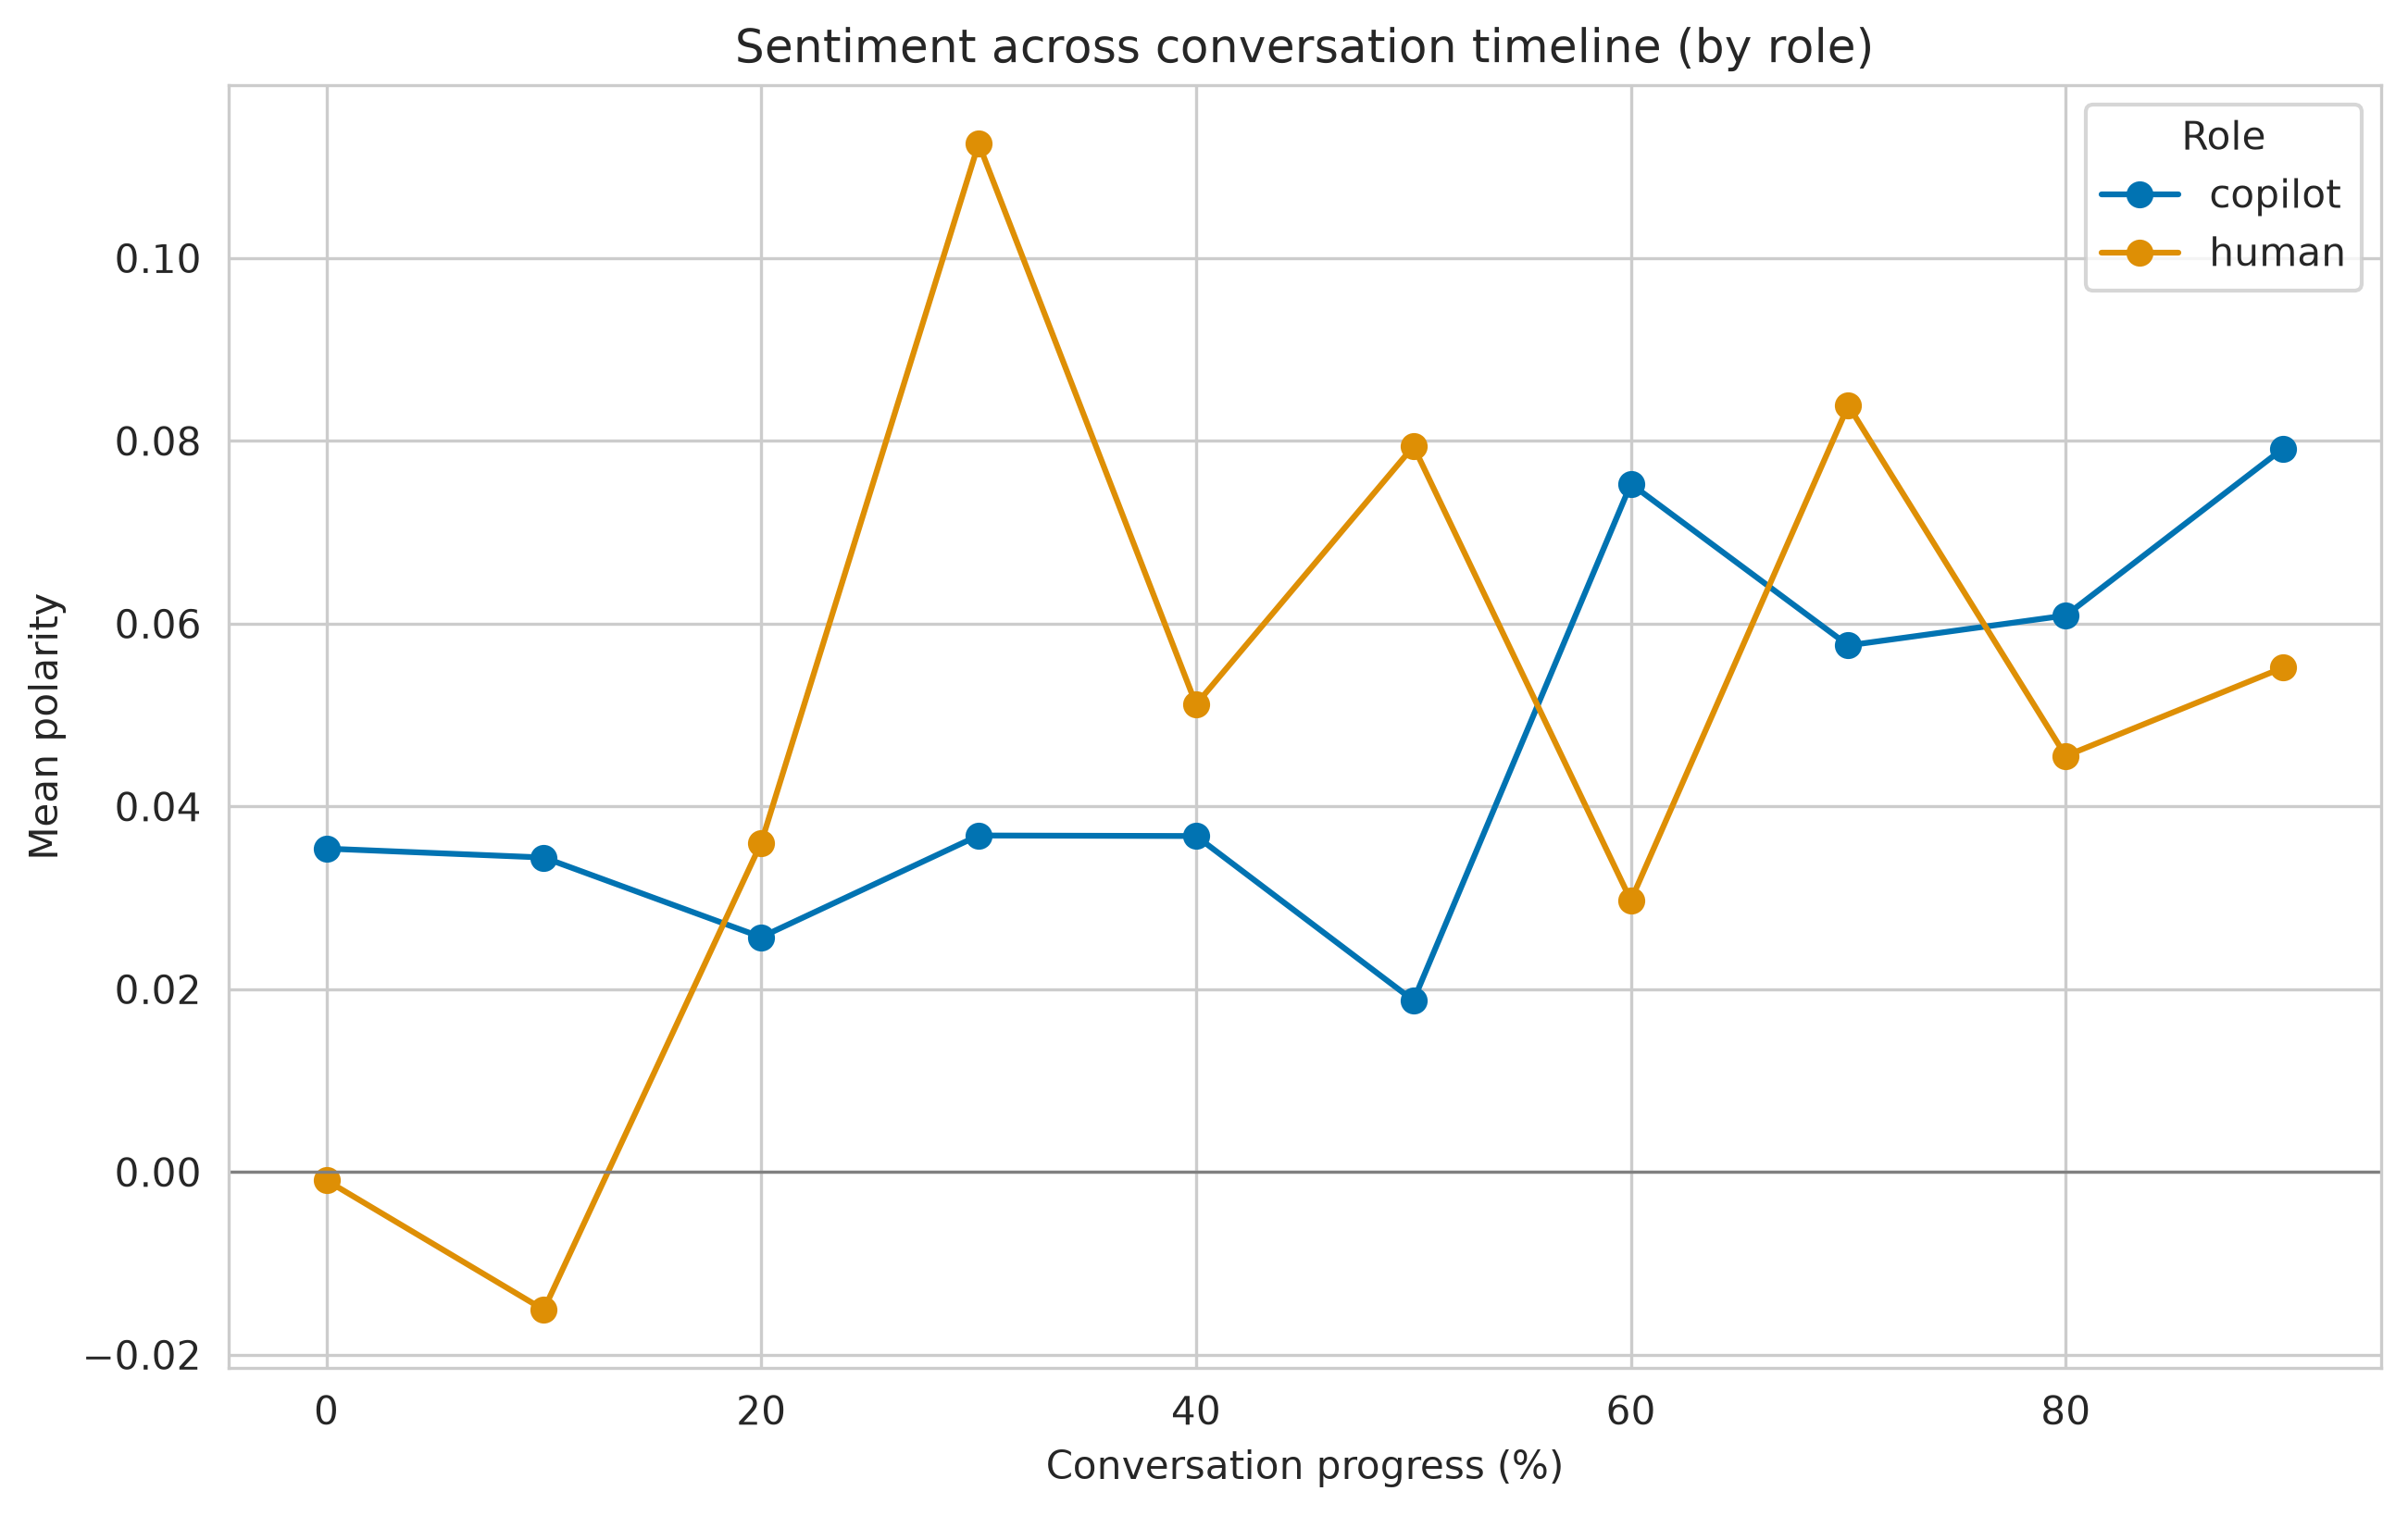 Sentiment across conversation timeline (by role)
Role
copilot
human
0.10
0.08
0.06
0.04
0.02
0.00
−0.02
Mean polarity
0 20 40 60 80
Conversation progress (%)